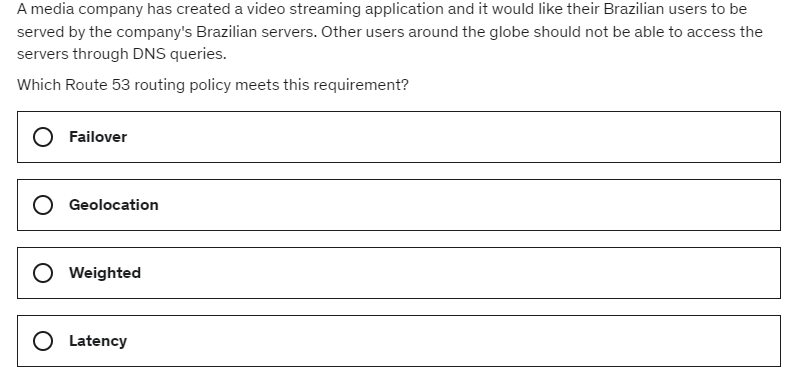 A media company has created a video streaming application and it would like their Brazilian users to be
served by the company's Brazilian servers. Other users around the globe should not be able to access the
servers through DNS queries.
Which Route 53 routing policy meets this requirement?
Failover
Geolocation
Weighted
Latency